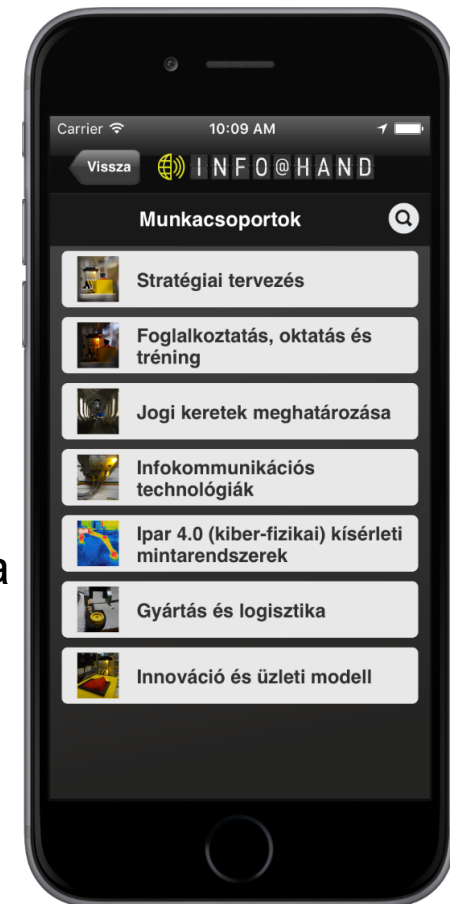 Carrier
10:09 AM
Vissza
INFO@HAND
Munkacsoportok
Stratégiai tervezés
Foglalkoztatás, oktatás és
tréning
Jogi keretek meghatározása
Infokommunikációs
technológiák
Ipar 4.0 (kiber-fizikai) kísérleti
mintarendszerek
a
Gyártás és logisztika
Innováció és üzleti modell